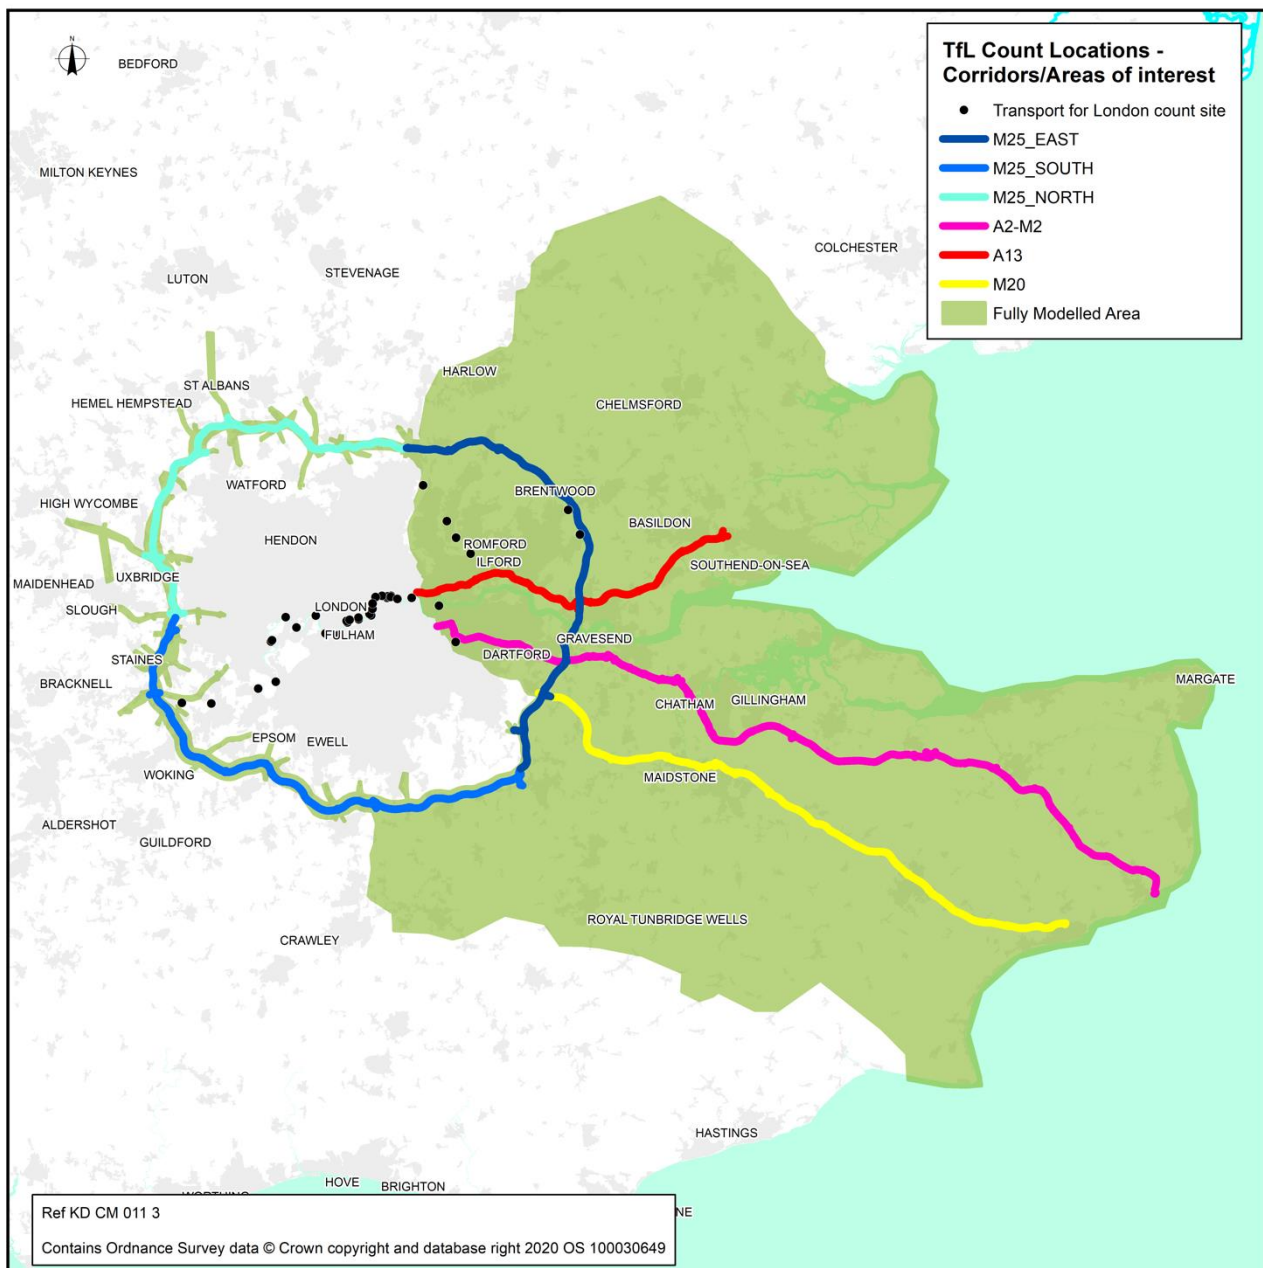 N
BEDFORD
TfL Count Locations -
Corridors/Areas of interest
Transport for London count site
M25_EAST
M25_SOUTH
M25_NORTH
A2-M2
A13
M20
Fully Modelled Area
MILTON KEYNES
COLCHESTER
STEVENAGE
LUTON
HARLOW
ST ALBANS
HEMEL HEMPSTEAD
CHELMSFORD
WATFORD
BRENTWOOD
HIGH WYCOMBE
BASILDON
HENDON
ROMFORD
ILFORD
SOUTHEND-ON-SEA
UXBRIDGE
MAIDENHEAD
SLOUGH
LONDON
FULHAM
GRAVESEND
DARTFORD
STAINES
BRACKNELL
MARGATE
GILLINGHAM
CHATHAM
EPSOM
EWELL
WOKING
MAIDSTONE
ALDERSHOT
GUILDFORD
ROYAL TUNBRIDGE WELLS
CRAWLEY
HASTINGS
HOVE
BRIGHTON
NE
Ref KD CM 011 3
Contains Ordnance Survey data © Crown copyright and database right 2020 OS 100030649